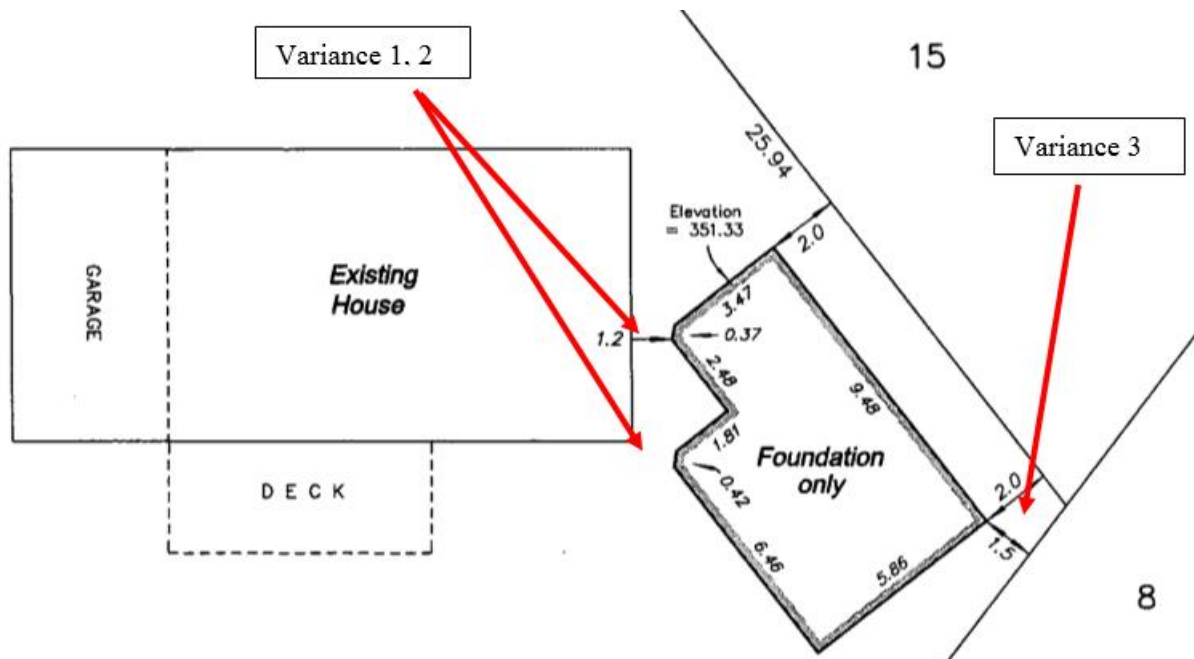 Variance 1, 2
15
25.94
Variance 3
Elevation
= 351.33
2.0
GARAGE
Existing
House
3.47
1.2
0.37
2.48
9.48
1.81
Foundation
only
DECK
0.42
2.0
6.46
5.86
1.5
8